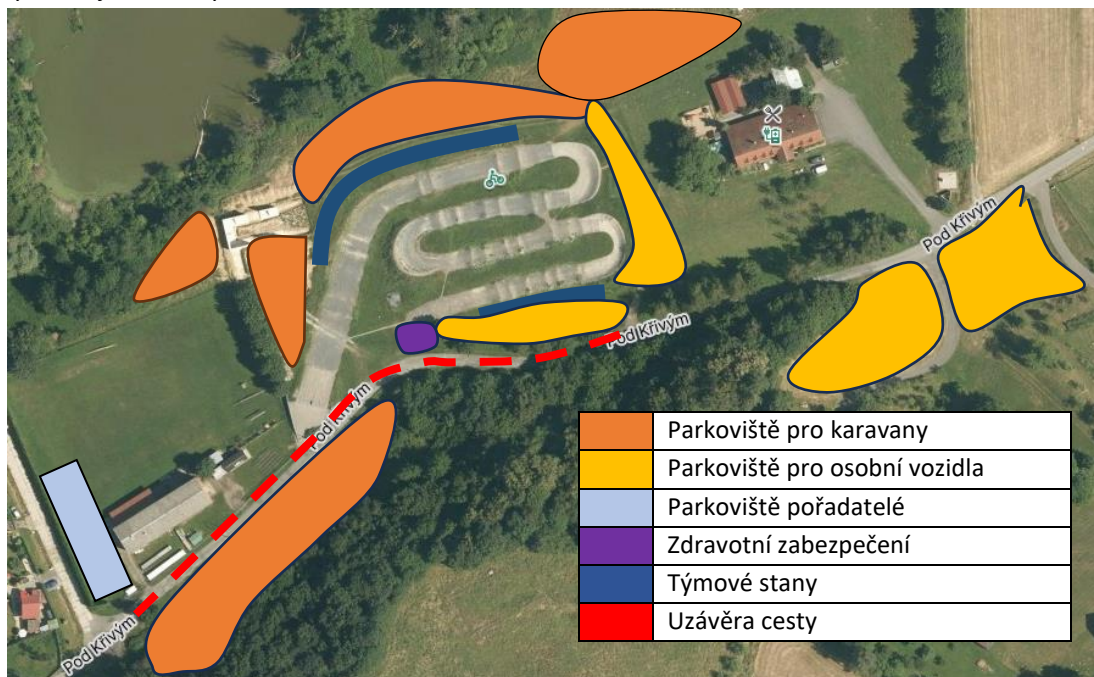 Pod Křivým
Pod Křivým
Pod Křivým
Pod Křivým
Parkoviště pro karavany
Parkoviště pro osobní vozidla
Parkoviště pořadatelé
Zdravotní zabezpečení
Týmové stany
Uzávěra cesty